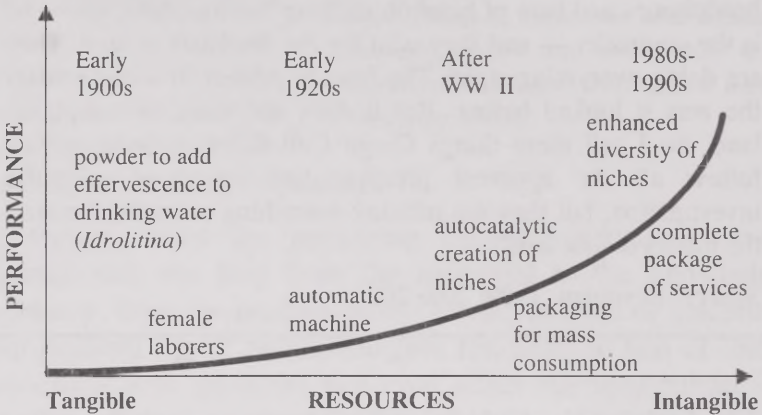 PERFORMANCE
Early
1900s
Early
1920s
After
WW II
1980s-
1990s
powder to add
effervescence to
drinking water
(Idrolitina)
female
laborers
automatic
machine
autocatalytic
creation of
niches
packaging
for mass
consumption
enhanced
diversity of
niches
complete
package
of services
Tangible
RESOURCES
Intangible